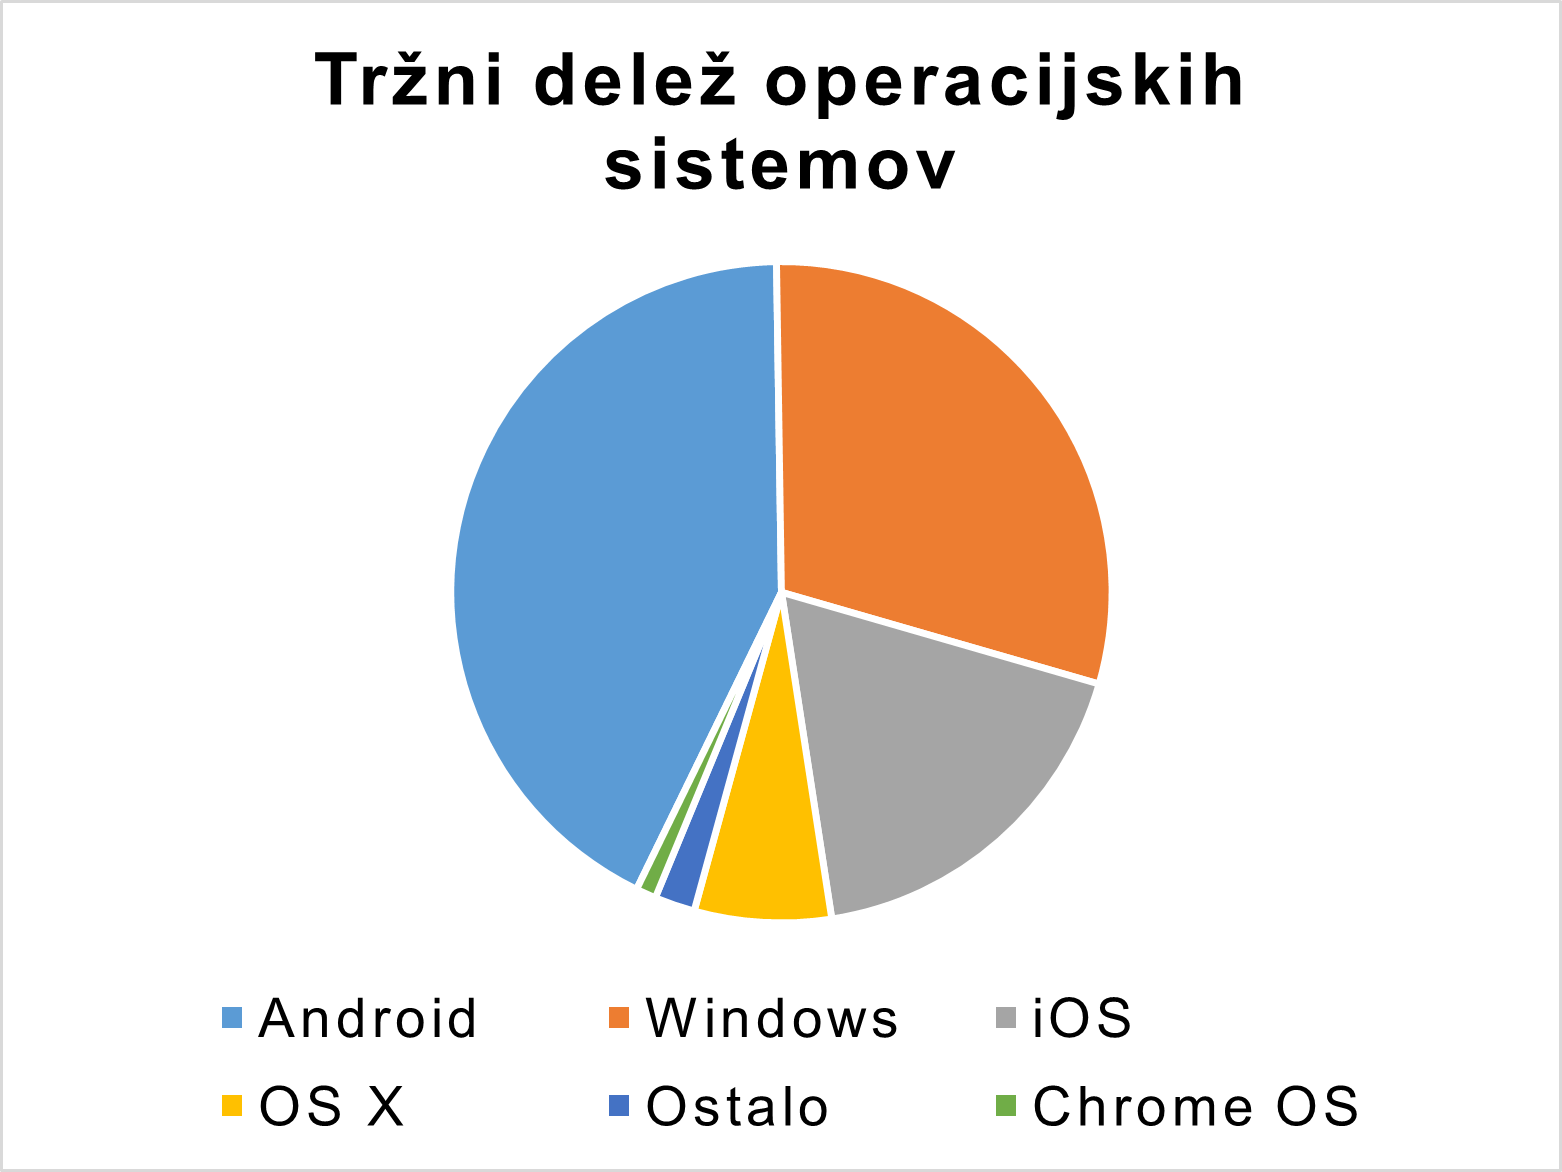 Tržni delež operacijskih
sistemov
Android
Windows
iOS
OS X
Ostalo
Chrome OS